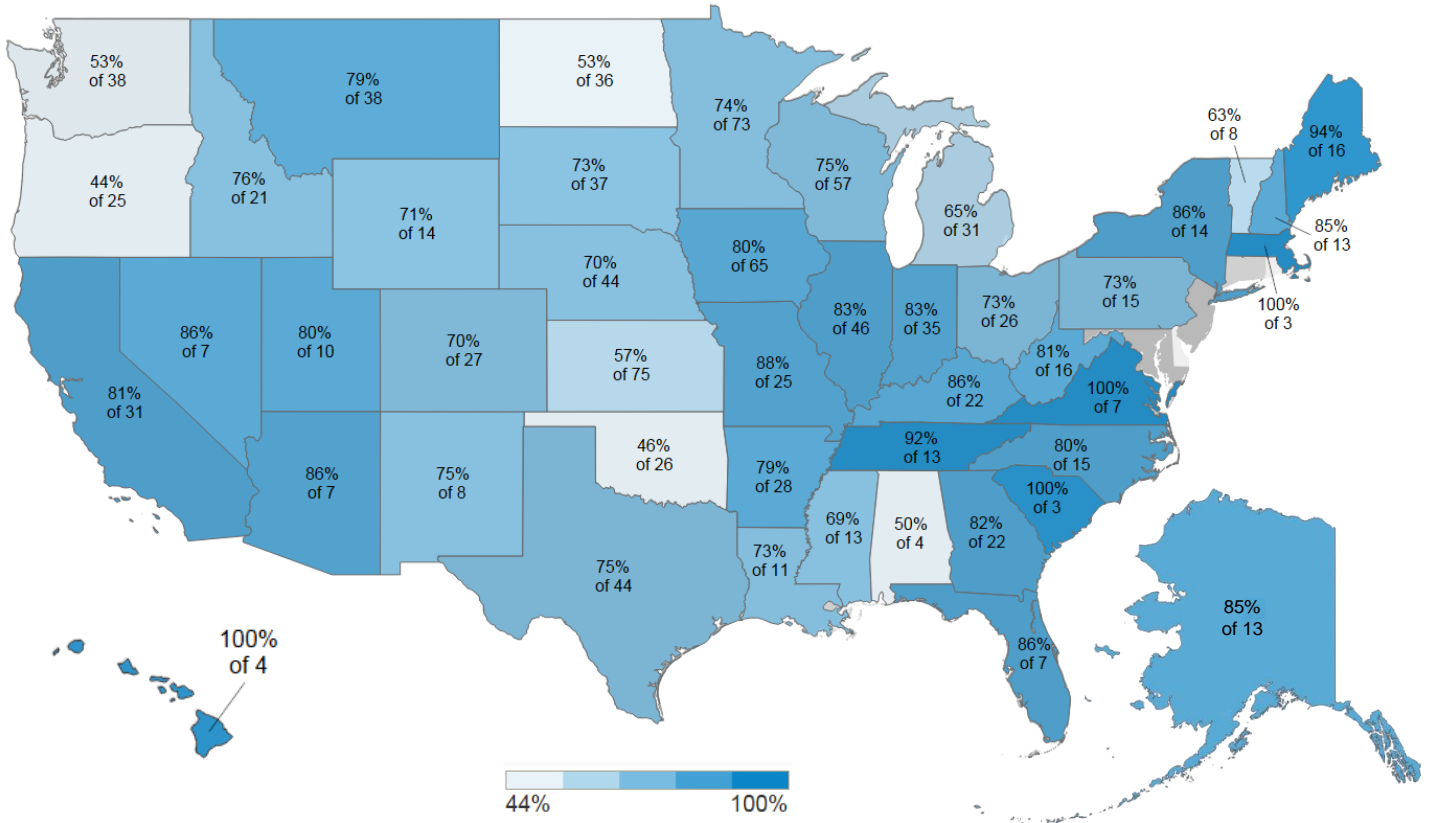 53%
of 38
79%
of 38
53%
of 36
74%
of 73
63%
of 8
94%
of 16
44%
of 25
76%
of 21
71%
of 14
73%
of 37
75%
of 57
65%
of 31
86%
of 14
85%
of 13
80%
of 65
70%
of 44
73%
of 15
100%
of 3
86%
of 7
80%
of 10
70%
of 27
57%
of 75
83%
of 46
83%
of 35
73%
of 26
81%
of 16
81%
of 31
88%
of 25
86%
of 22
100%
of 7
86%
of 7
75%
of 8
46%
of 26
79%
of 28
92%
of 13
80%
of 15
100%
of 3
75%
of 44
73%
of 11
69%
of 13
50%
of 4
82%
of 22
86%
of 7
85%
of 13
100%
of 4
44%
100%